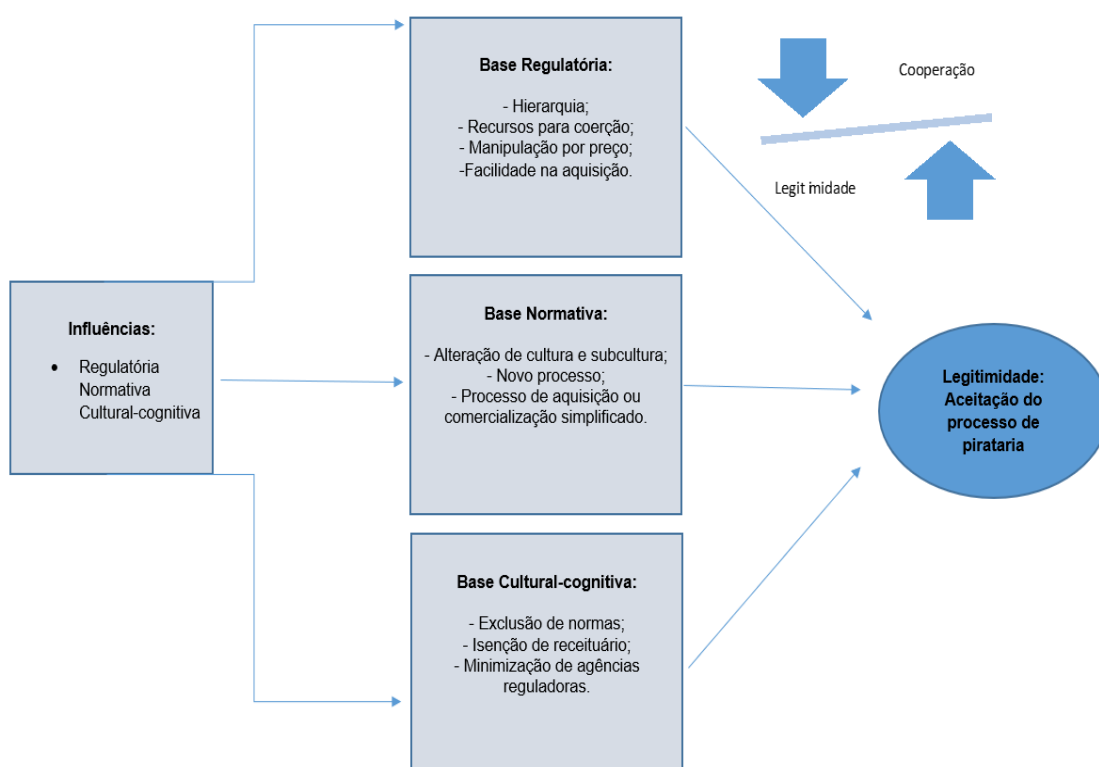 Influências:
• Regulatória
Normativa
Cultural-cognitiva
Base Regulatória:
- Hierarquia;
- Recursos para coerção;
- Manipulação por preço;
-Facilidade na aquisição.
Base Normativa:
- Alteração de cultura e subcultura;
- Novo processo;
- Processo de aquisição ou
comercialização simplificado.
Base Cultural-cognitiva:
- Exclusão de normas;
- Isenção de receituário;
- Minimização de agências
reguladoras.
Cooperação
Legit imidade
Legitimidade:
Aceitação do
processo de
pirataria